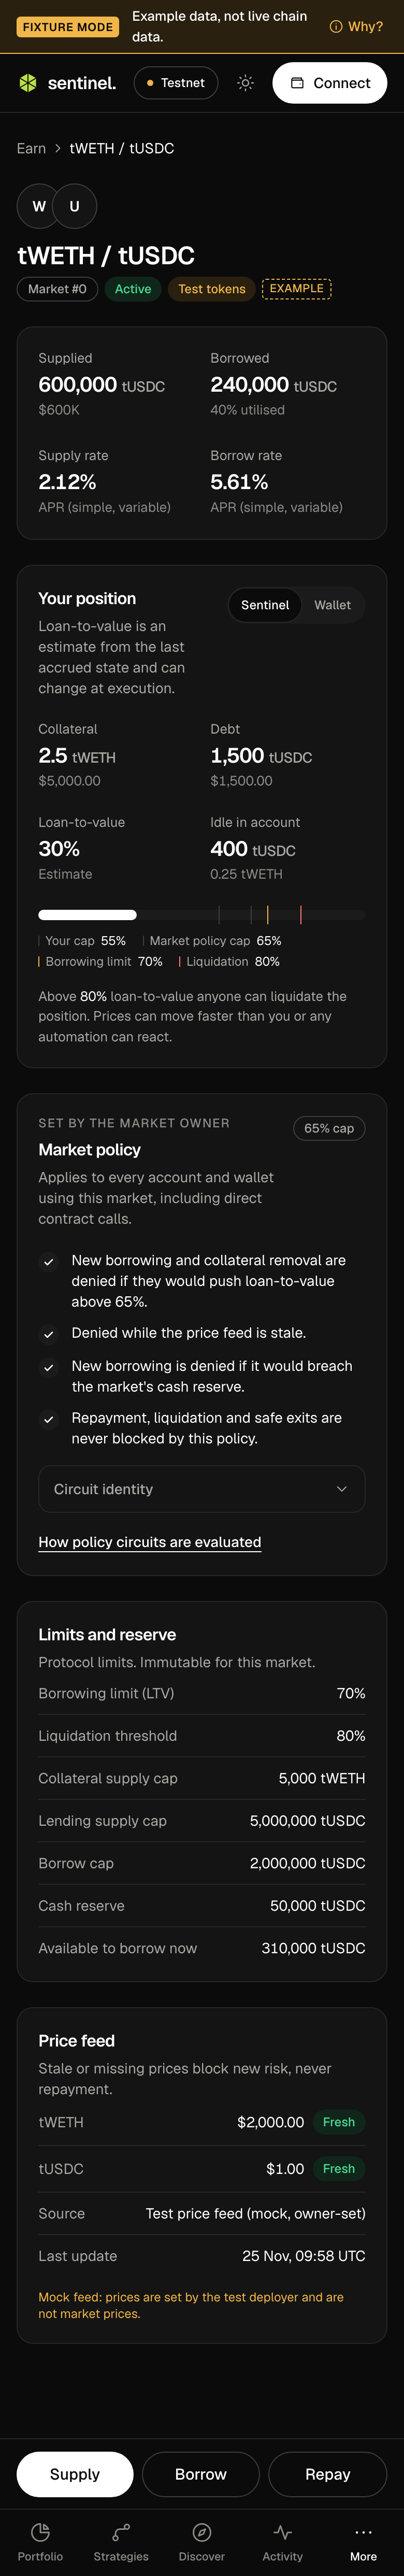 FIXTURE MODE
Example data, not live chain
data.
Why?
sentinel.
Testnet
Connect
Earn > tWETH / tUSDC
W U
tWETH / tUSDC
Market #0 Active Test tokens EXAMPLE
Supplied Borrowed
600,000 tUSDC 240,000 tUSDC
$600K 40% utilised
Supply rate Borrow rate
2.12% 5.61%
APR (simple, variable) APR (simple, variable)
Your position
Sentinel Wallet
Loan-to-value is an
estimate from the last
accrued state and can
change at execution.
Collateral Debt
2.5 tWETH 1,500 tUSDC
$5,000.00 $1,500.00
Loan-to-value Idle in account
30% 400 tUSDC
Estimate 0.25 tWETH
Your cap 55% Market policy cap 65%
Borrowing limit 70% Liquidation 80%
Above 80% loan-to-value anyone can liquidate the
position. Prices can move faster than you or any
automation can react.
SET BY THE MARKET OWNER
65% cap
Market policy
Applies to every account and wallet
using this market, including direct
contract calls.
New borrowing and collateral removal are
denied if they would push loan-to-value
above 65%.
Denied while the price feed is stale.
New borrowing is denied if it would breach
the market's cash reserve.
Repayment, liquidation and safe exits are
never blocked by this policy.
Circuit identity
How policy circuits are evaluated
Limits and reserve
Protocol limits. Immutable for this market.
Borrowing limit (LTV) 70%
Liquidation threshold 80%
Collateral supply cap 5,000 tWETH
Lending supply cap 5,000,000 tUSDC
Borrow cap 2,000,000 tUSDC
Cash reserve 50,000 tUSDC
Available to borrow now 310,000 tUSDC
Price feed
Stale or missing prices block new risk, never
repayment.
tWETH $2,000.00 Fresh
tUSDC $1.00 Fresh
Source Test price feed (mock, owner-set)
Last update 25 Nov, 09:58 UTC
Mock feed: prices are set by the test deployer and are
not market prices.
Supply Borrow Repay
Portfolio Strategies Discover Activity More